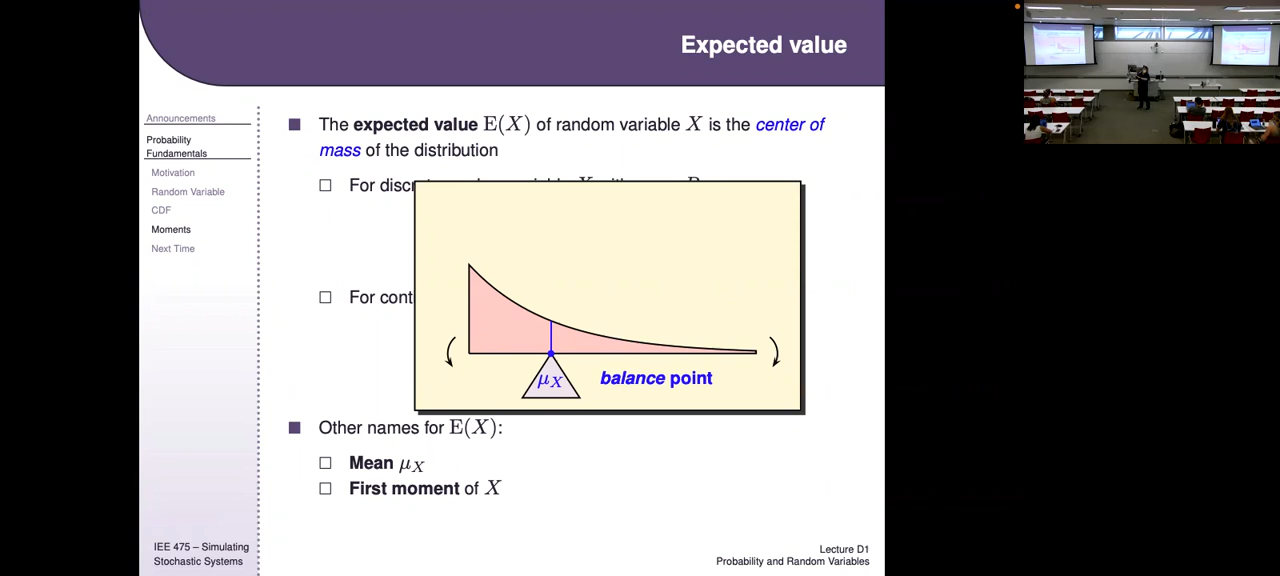 Expected value
Announcements
Probability
Fundamentals
Motivation
Random Variable
CDF
Moments
Next Time
IEE 475 – Simulating
Stochastic Systems
■ The expected value E(X) of random variable X is the center of
mass of the distribution
□ For disc
□ For cont
μX
balance point
■ Other names for E(X):
□ Mean μX
□ First moment of X
Lecture D1
Probability and Random Variables